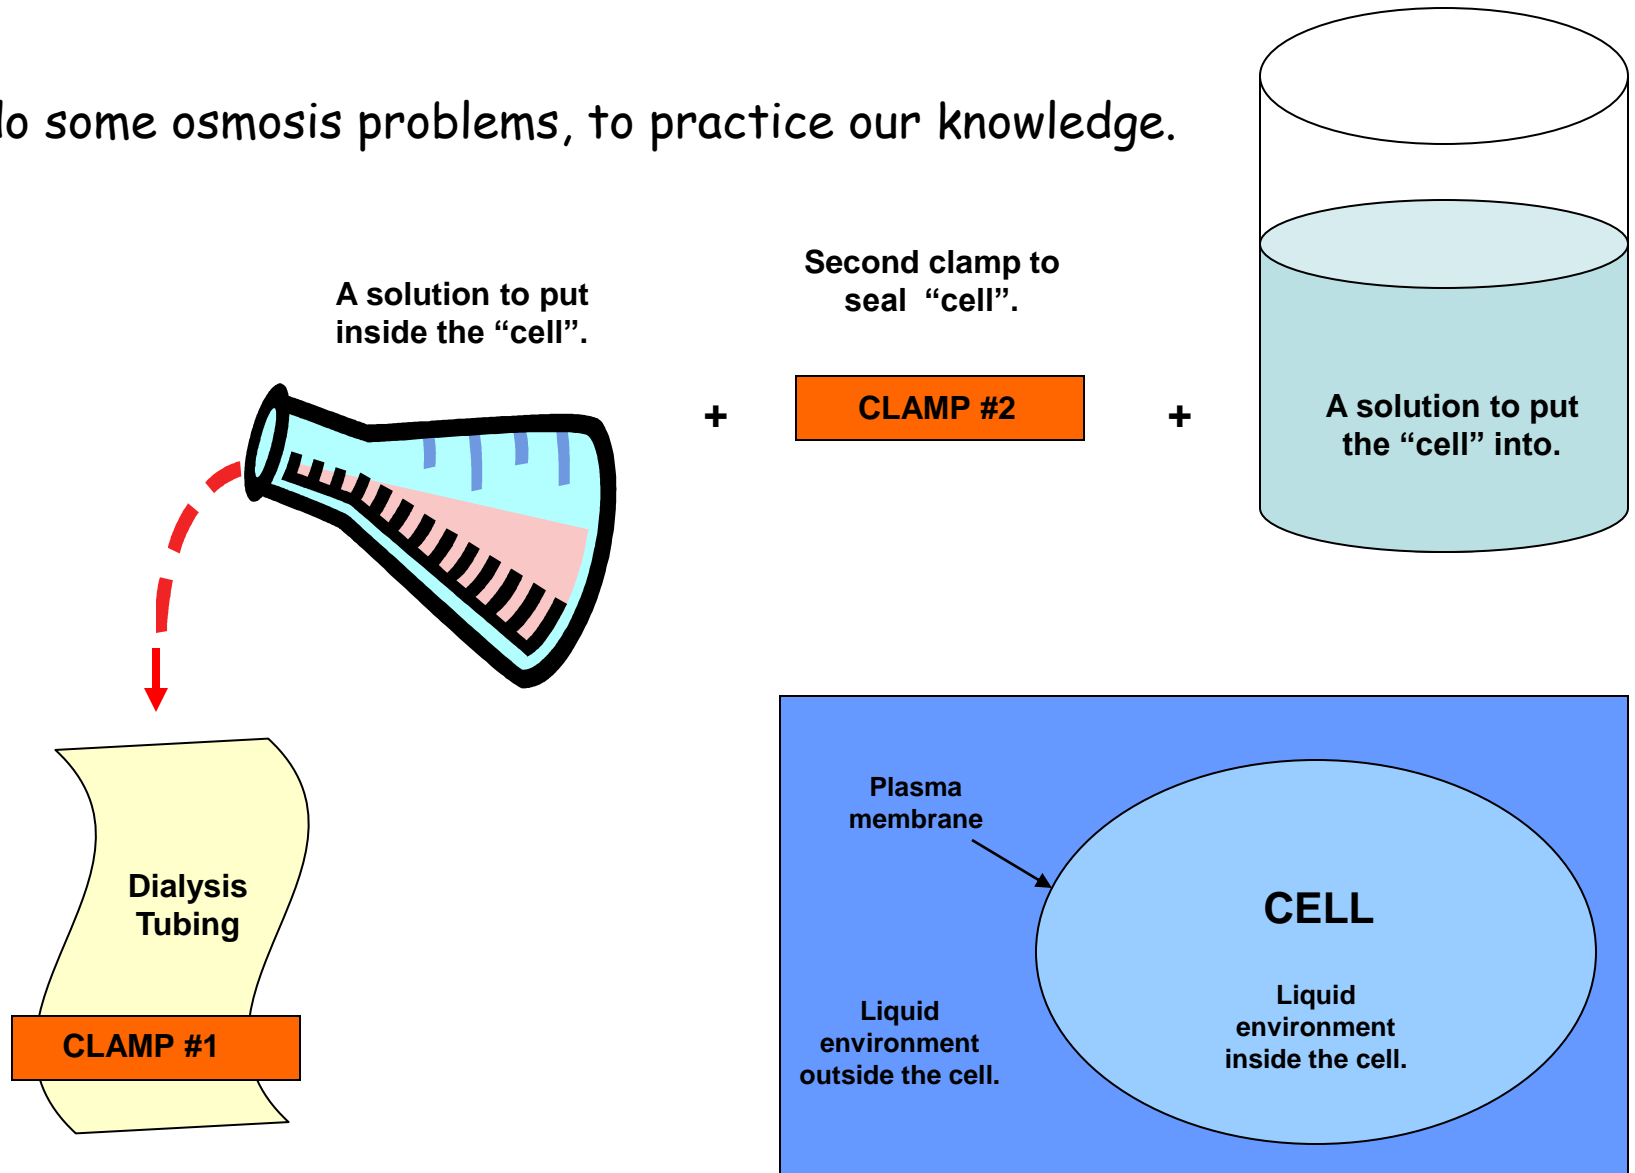 do some osmosis problems, to practice our knowledge.
A solution to put
inside the “cell”.
Second clamp to
seal “cell”.
+
CLAMP #2
+
A solution to put
the “cell” into.
Dialysis
Tubing
CLAMP #1
Plasma
membrane
CELL
Liquid
environment
outside the cell.
Liquid
environment
inside the cell.